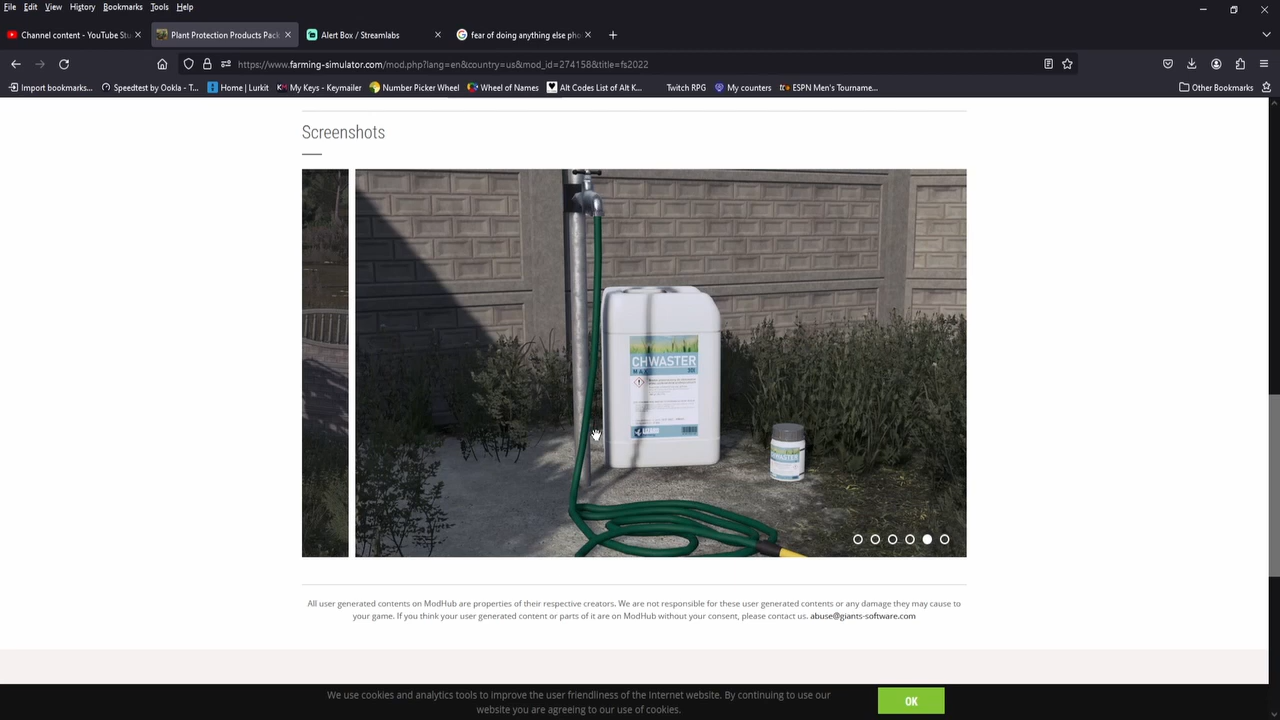 File Edit View History Bookmarks Tools Help
Channel content - YouTube Stu
Plant Protection Products Pack
Alert Box / Streamlabs
fear of doing anything else pho
https://www.farming-simulator.com/mod.php?lang=en&country=us&mod_id=274158&title=fs2022
Import bookmarks... Speedtest by Ookla - T... Home | Lurkit My Keys - Keymailer Number Picker Wheel Wheel of Names Alt Codes List of Alt K... Twitch RPG My counters ESPN Men's Tourname... Other Bookmarks
Screenshots
CHWASTER
MAX 30L
LIZARD
CHWASTER
All user generated contents on ModHub are properties of their respective creators. We are not responsible for these user generated contents or any damage they may cause to
your game. If you think your user generated content or parts of it are on ModHub without your consent, please contact us. abuse@giants-software.com
We use cookies and analytics tools to improve the user friendliness of the internet website. By continuing to use our
website you are agreeing to our use of cookies.
OK